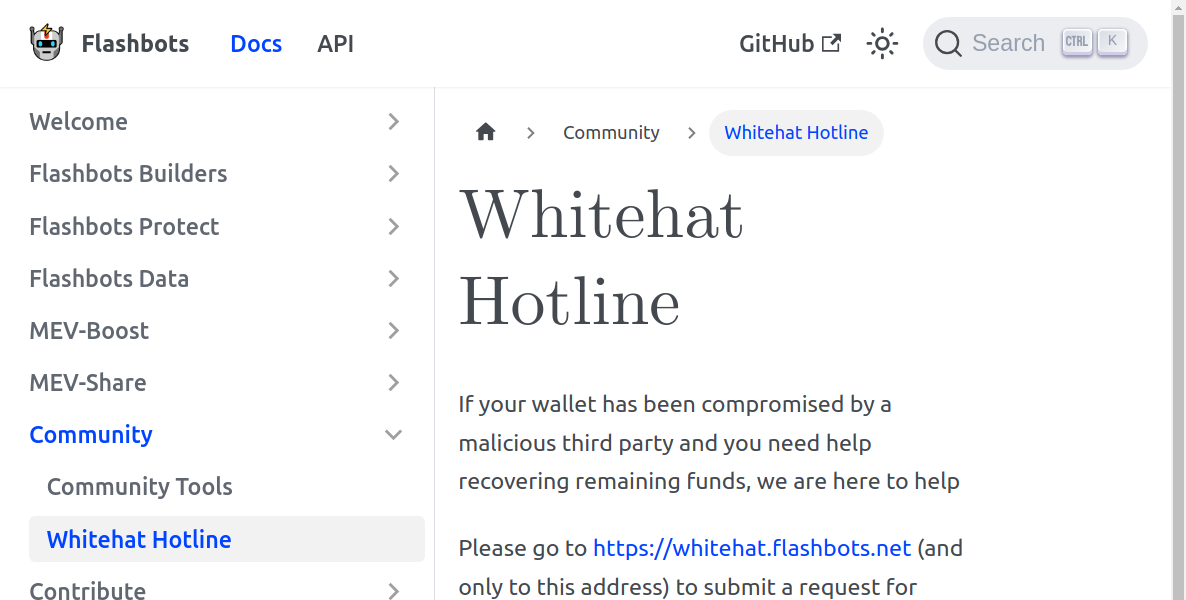 Flashbots Docs API GitHub Search CTRL K
Welcome
Flashbots Builders
Flashbots Protect
Flashbots Data
MEV-Boost
MEV-Share
Community
Community Tools
Whitehat Hotline
Contribute
Community Whitehat Hotline
Whitehat
Hotline
If your wallet has been compromised by a
malicious third party and you need help
recovering remaining funds, we are here to help
Please go to https://whitehat.flashbots.net (and
only to this address) to submit a request for